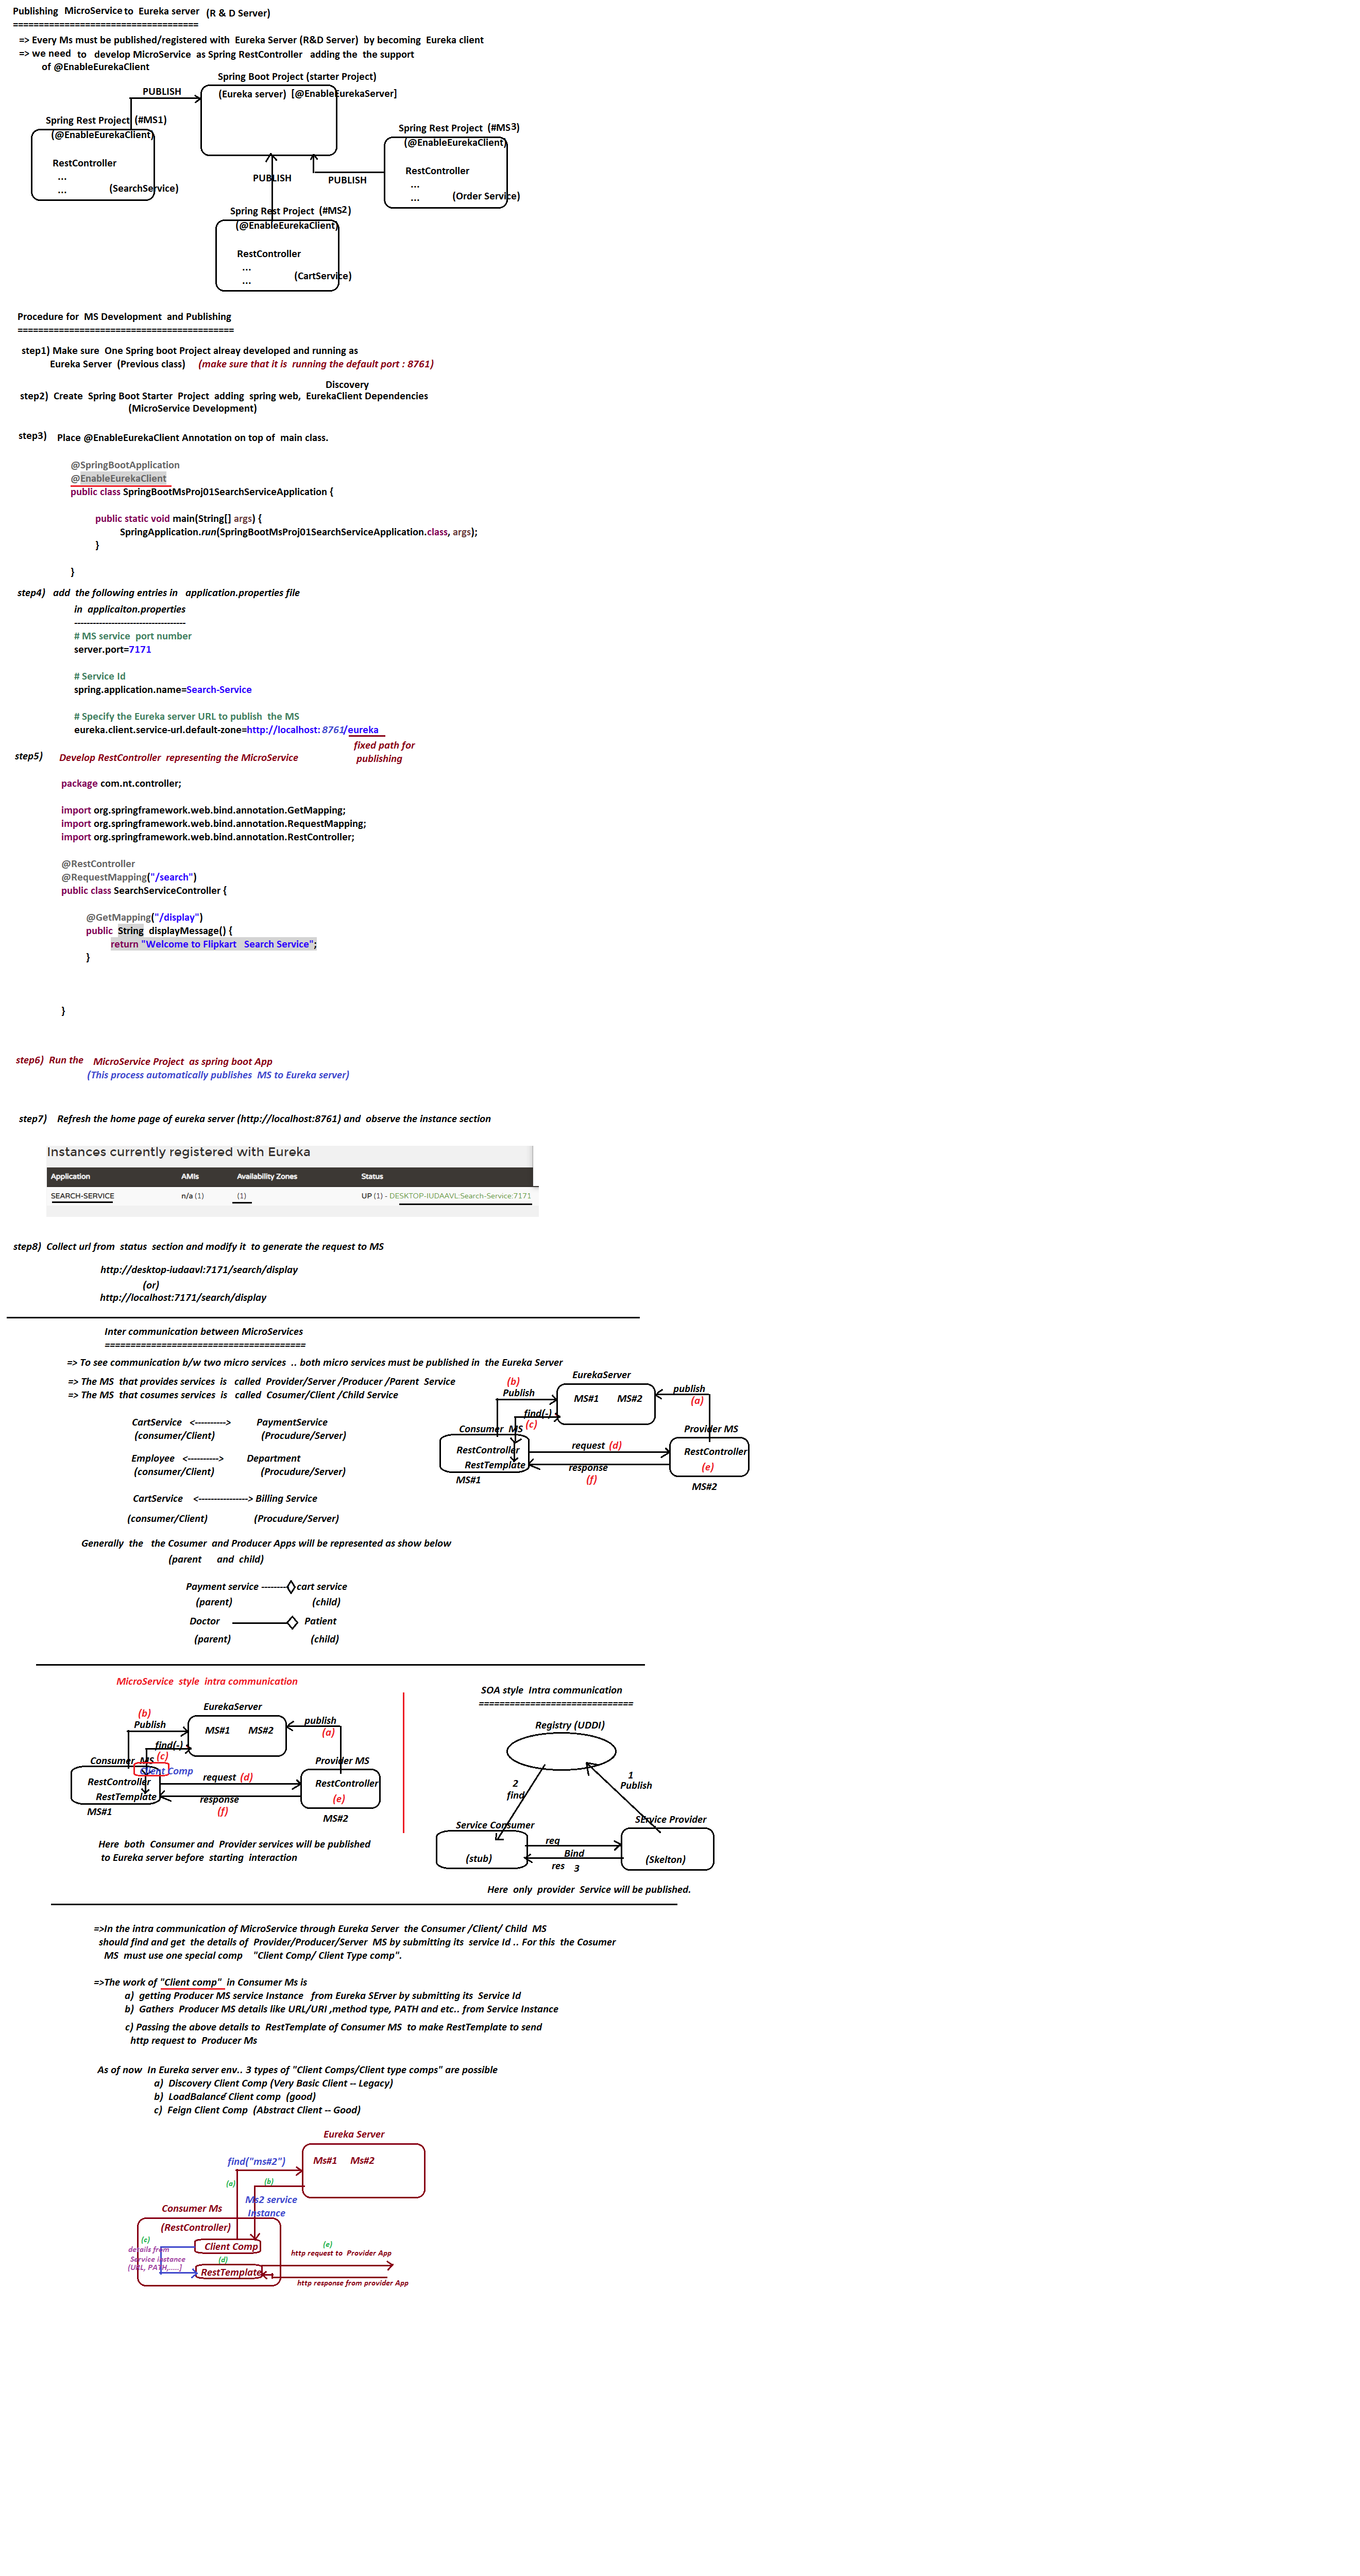 Publishing MicroService to Eureka server (R & D Server)
====================================
=> Every Ms must be published/registered with Eureka Server (R&D Server) by becoming Eureka client
=> we need to develop MicroService as Spring RestController adding the the support
of @EnableEurekaClient
Spring Boot Project (starter Project)
(Eureka server) [@EnableEurekaServer]
PUBLISH
Spring Rest Project (#MS1)
(@EnableEurekaClient)
RestController
...
...
(SearchService)
Spring Rest Project (#MS3)
(@EnableEurekaClient)
RestController
...
...
(Order Service)
PUBLISH
PUBLISH
Spring Rest Project (#MS2)
(@EnableEurekaClient)
RestController
...
...
(CartService)
Procedure for MS Development and Publishing
==========================================
step1) Make sure One Spring boot Project alreay developed and running as
Eureka Server (Previous class) (make sure that it is running the default port : 8761)
Discovery
step2) Create Spring Boot Starter Project adding spring web, EurekaClient Dependencies
(MicroService Development)
step3) Place @EnableEurekaClient Annotation on top of main class.
@SpringBootApplication
@EnableEurekaClient
public class SpringBootMsProj01SearchServiceApplication {
public static void main(String[] args) {
SpringApplication.run(SpringBootMsProj01SearchServiceApplication.class, args);
}
}
step4) add the following entries in application.properties file
in applicaiton.properties
------------------------------------
# MS service port number
server.port=7171
# Service Id
spring.application.name=Search-Service
# Specify the Eureka server URL to publish the MS
eureka.client.service-url.default-zone=http://localhost:8761/eureka
fixed path for
publishing
step5) Develop RestController representing the MicroService
package com.nt.controller;
import org.springframework.web.bind.annotation.GetMapping;
import org.springframework.web.bind.annotation.RequestMapping;
import org.springframework.web.bind.annotation.RestController;
@RestController
@RequestMapping("/search")
public class SearchServiceController {
@GetMapping("/display")
public String displayMessage() {
return "Welcome to Flipkart Search Service";
}
}
step6) Run the MicroService Project as spring boot App
(This process automatically publishes MS to Eureka server)
step7) Refresh the home page of eureka server (http://localhost:8761) and observe the instance section
Instances currently registered with Eureka
Application AMIs Availability Zones Status
SEARCH-SERVICE n/a (1) (1) UP (1) - DESKTOP-IUDAAVL:Search-Service:7171
step8) Collect url from status section and modify it to generate the request to MS
http://desktop-iudaavl:7171/search/display
(or)
http://localhost:7171/search/display
Inter communication between MicroServices
=======================================
=> To see communication b/w two micro services .. both micro services must be published in the Eureka Server
=> The MS that provides services is called Provider/Server /Producer /Parent Service
=> The MS that cosumes services is called Cosumer/Client /Child Service
CartService <----------> PaymentService
(consumer/Client) (Procudure/Server)
Employee <----------> Department
(consumer/Client) (Procudure/Server)
CartService <----------------> Billing Service
(consumer/Client) (Procudure/Server)
EurekaServer
(b)
Publish
MS#1 MS#2
publish
(a)
find(-)
(c)
Consumer MS
Provider MS
RestController
RestTemplate
MS#1
request (d)
response
(f)
RestController
(e)
MS#2
Generally the the Cosumer and Producer Apps will be represented as show below
(parent and child)
Payment service -------- cart service
(parent) (child)
Doctor Patient
(parent) (child)
MicroService style intra communication
EurekaServer
(b)
Publish
MS#1 MS#2
publish
(a)
find(-)
(c)
Consumer MS
Client Comp
Provider MS
RestController
RestTemplate
MS#1
request (d)
response
(f)
RestController
(e)
MS#2
Here both Consumer and Provider services will be published
to Eureka server before starting interaction
SOA style Intra communication
==============================
Registry (UDDI)
2
find
1
Publish
Service Consumer
SErvice Provider
req
Bind
res 3
(stub)
(Skelton)
Here only provider Service will be published.
=>In the intra communication of MicroService through Eureka Server the Consumer /Client/ Child MS
should find and get the details of Provider/Producer/Server MS by submitting its service Id .. For this the Cosumer
MS must use one special comp "Client Comp/ Client Type comp".
=>The work of "Client comp" in Consumer Ms is
a) getting Producer MS service Instance from Eureka SErver by submitting its Service Id
b) Gathers Producer MS details like URL/URI ,method type, PATH and etc.. from Service Instance
c) Passing the above details to RestTemplate of Consumer MS to make RestTemplate to send
http request to Producer Ms
As of now In Eureka server env.. 3 types of "Client Comps/Client type comps" are possible
a) Discovery Client Comp (Very Basic Client -- Legacy)
b) LoadBalance Client comp (good)
c) Feign Client Comp (Abstract Client -- Good)
Eureka Server
find("ms#2")
Ms#1 Ms#2
(a)
(b)
Ms2 service
Instance
Consumer Ms
(RestController)
(c)
details from
Service instance
(URL, PATH,.....]
Client Comp
(d)
RestTemplate
(e)
http request to Provider App
http response from provider App